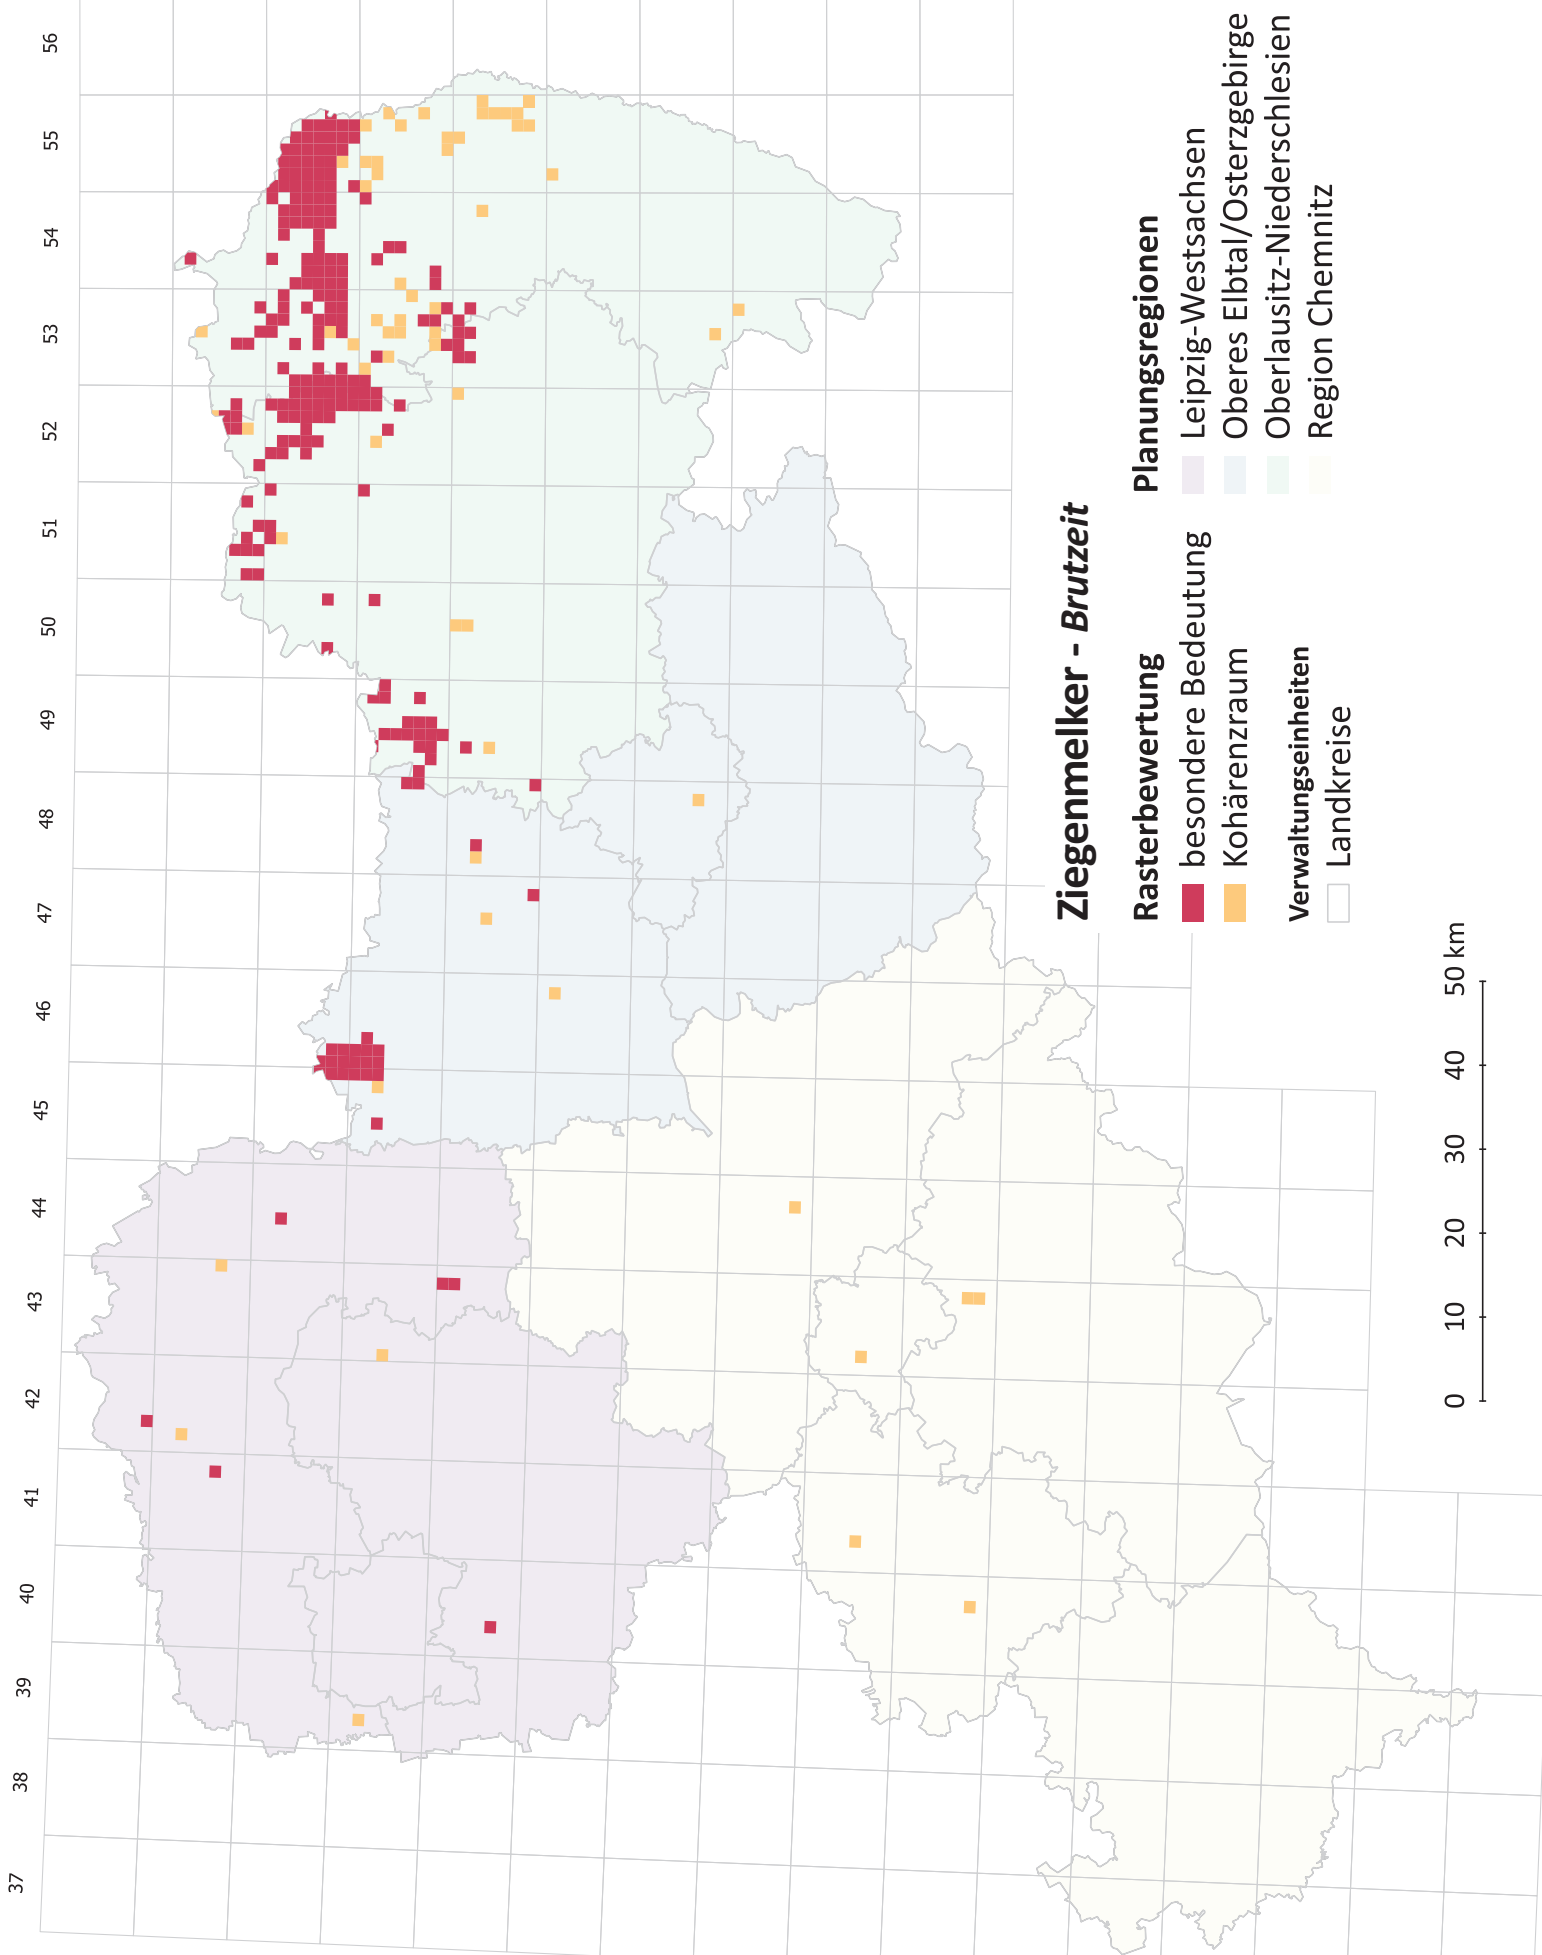 37 38 39 40 41 42 43 44 45 46 47 48 49 50 51 52 53 54 55 56
Ziegenmelker - Brutzeit
Rasterbewertung
besondere Bedeutung
Kohärenzraum
Verwaltungseinheiten
Landkreise
Planungsregionen
Leipzig-Westsachsen
Oberes Elbtal/Osterzgebirge
Oberlausitz-Niederschlesien
Region Chemnitz
0 10 20 30 40 50 km